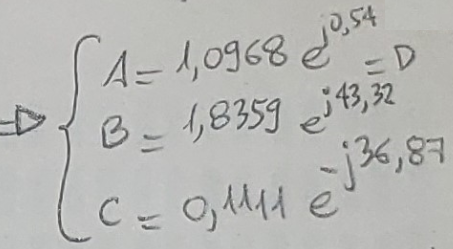 ⇒ { A = 1,0968 e^{j0,54} = D
B = 1,8359 e^{j43,32}
C = 0,1111 e^{-j36,87}